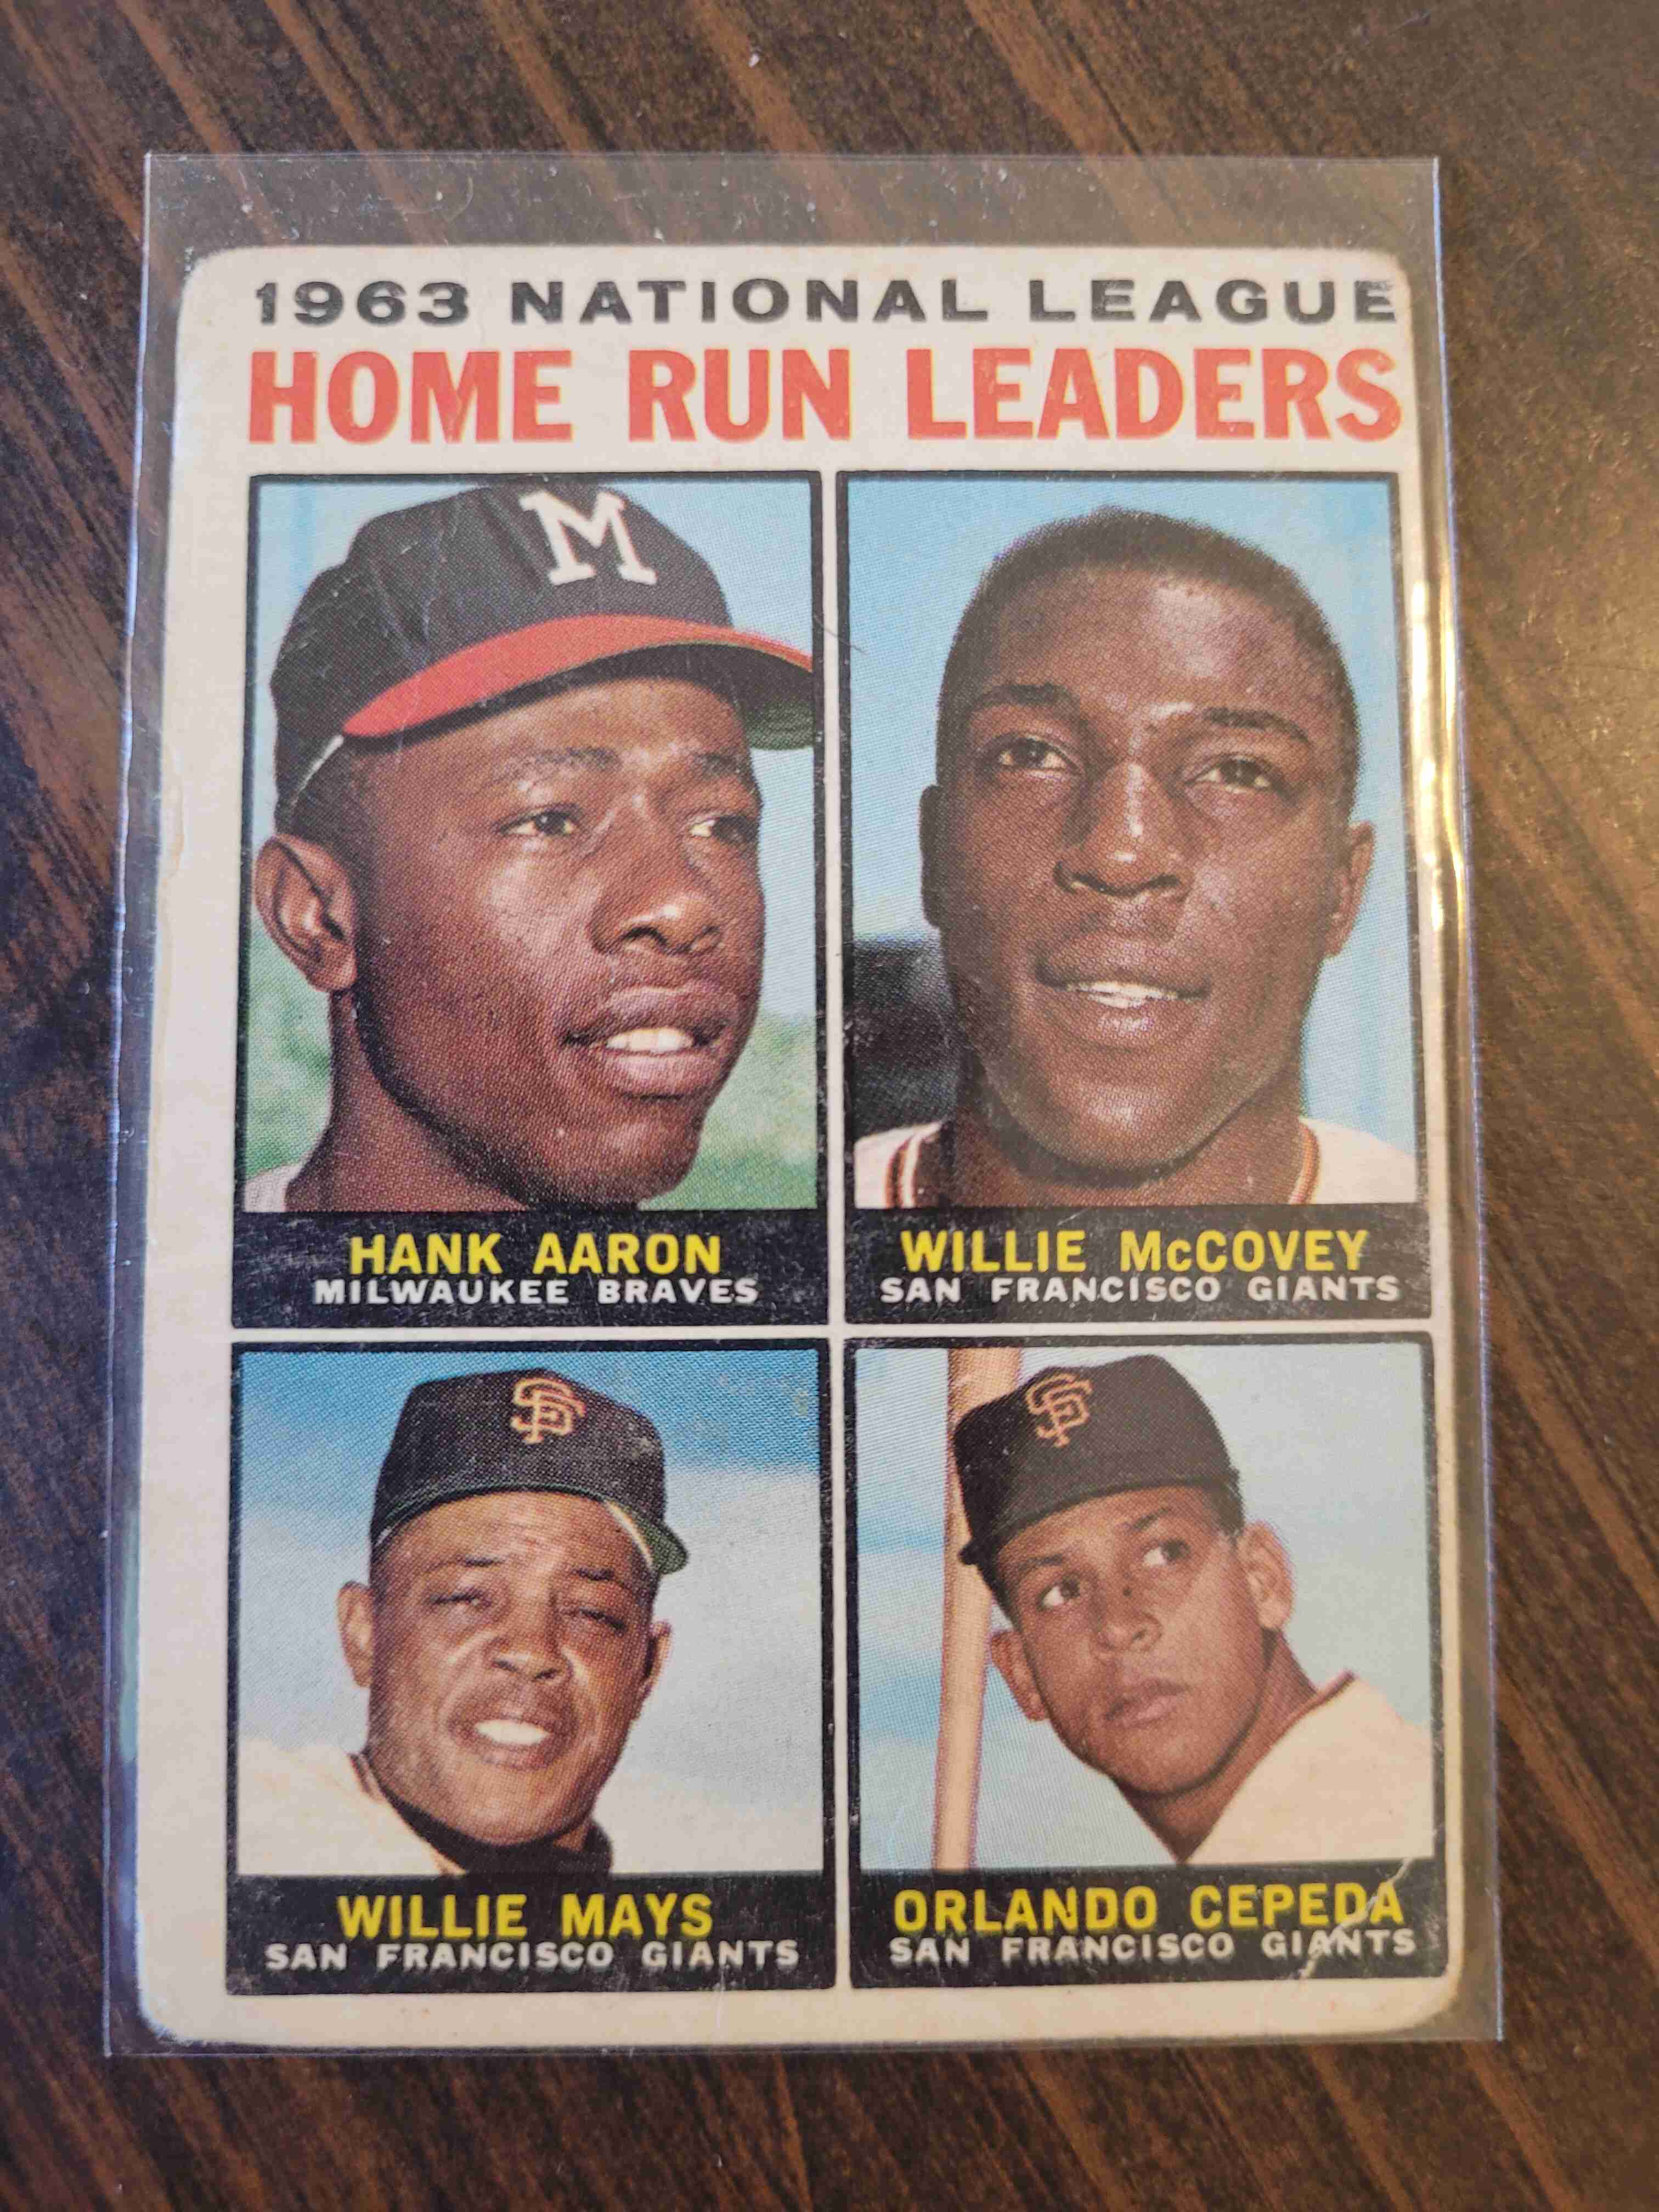 1963 NATIONAL LEAGUE
HOME RUN LEADERS
M
HANK AARON
MILWAUKEE BRAVES
WILLIE McCOVEY
SAN FRANCISCO GIANTS
SF
WILLIE MAYS
SAN FRANCISCO GIANTS
SF
ORLANDO CEPEDA
SAN FRANCISCO GIANTS